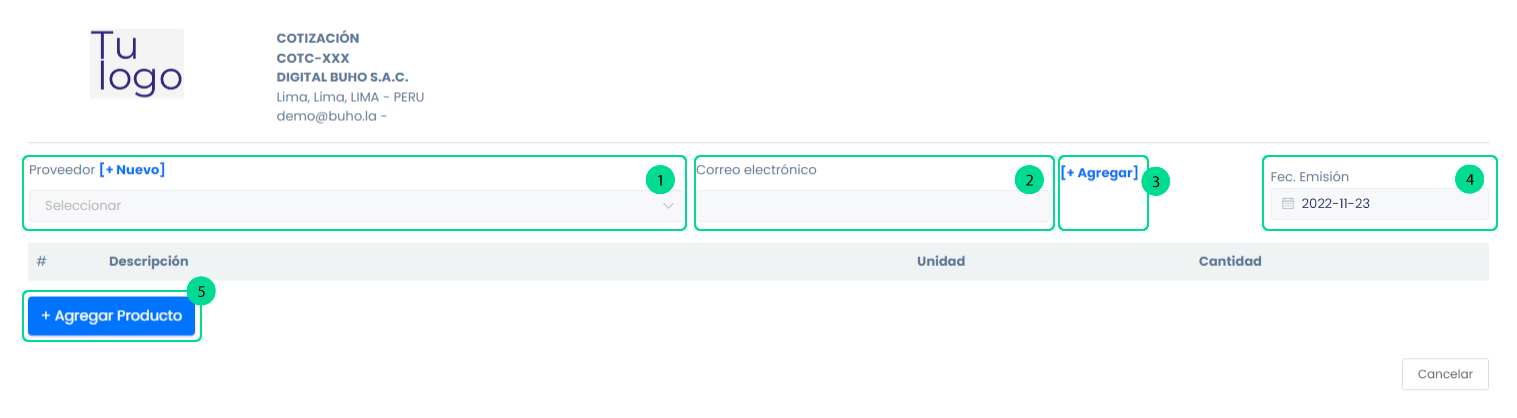 Tu
logo
COTIZACIÓN
COTC-XXX
DIGITAL BUHO S.A.C.
Lima, Lima, LIMA - PERU
demo@buho.la -
Proveedor [+ Nuevo] 1
Correo electrónico 2
[+ Agregar] 3
Fec. Emisión 4
Seleccionar
2022-11-23
# Descripción Unidad Cantidad
5
+ Agregar Producto
Cancelar